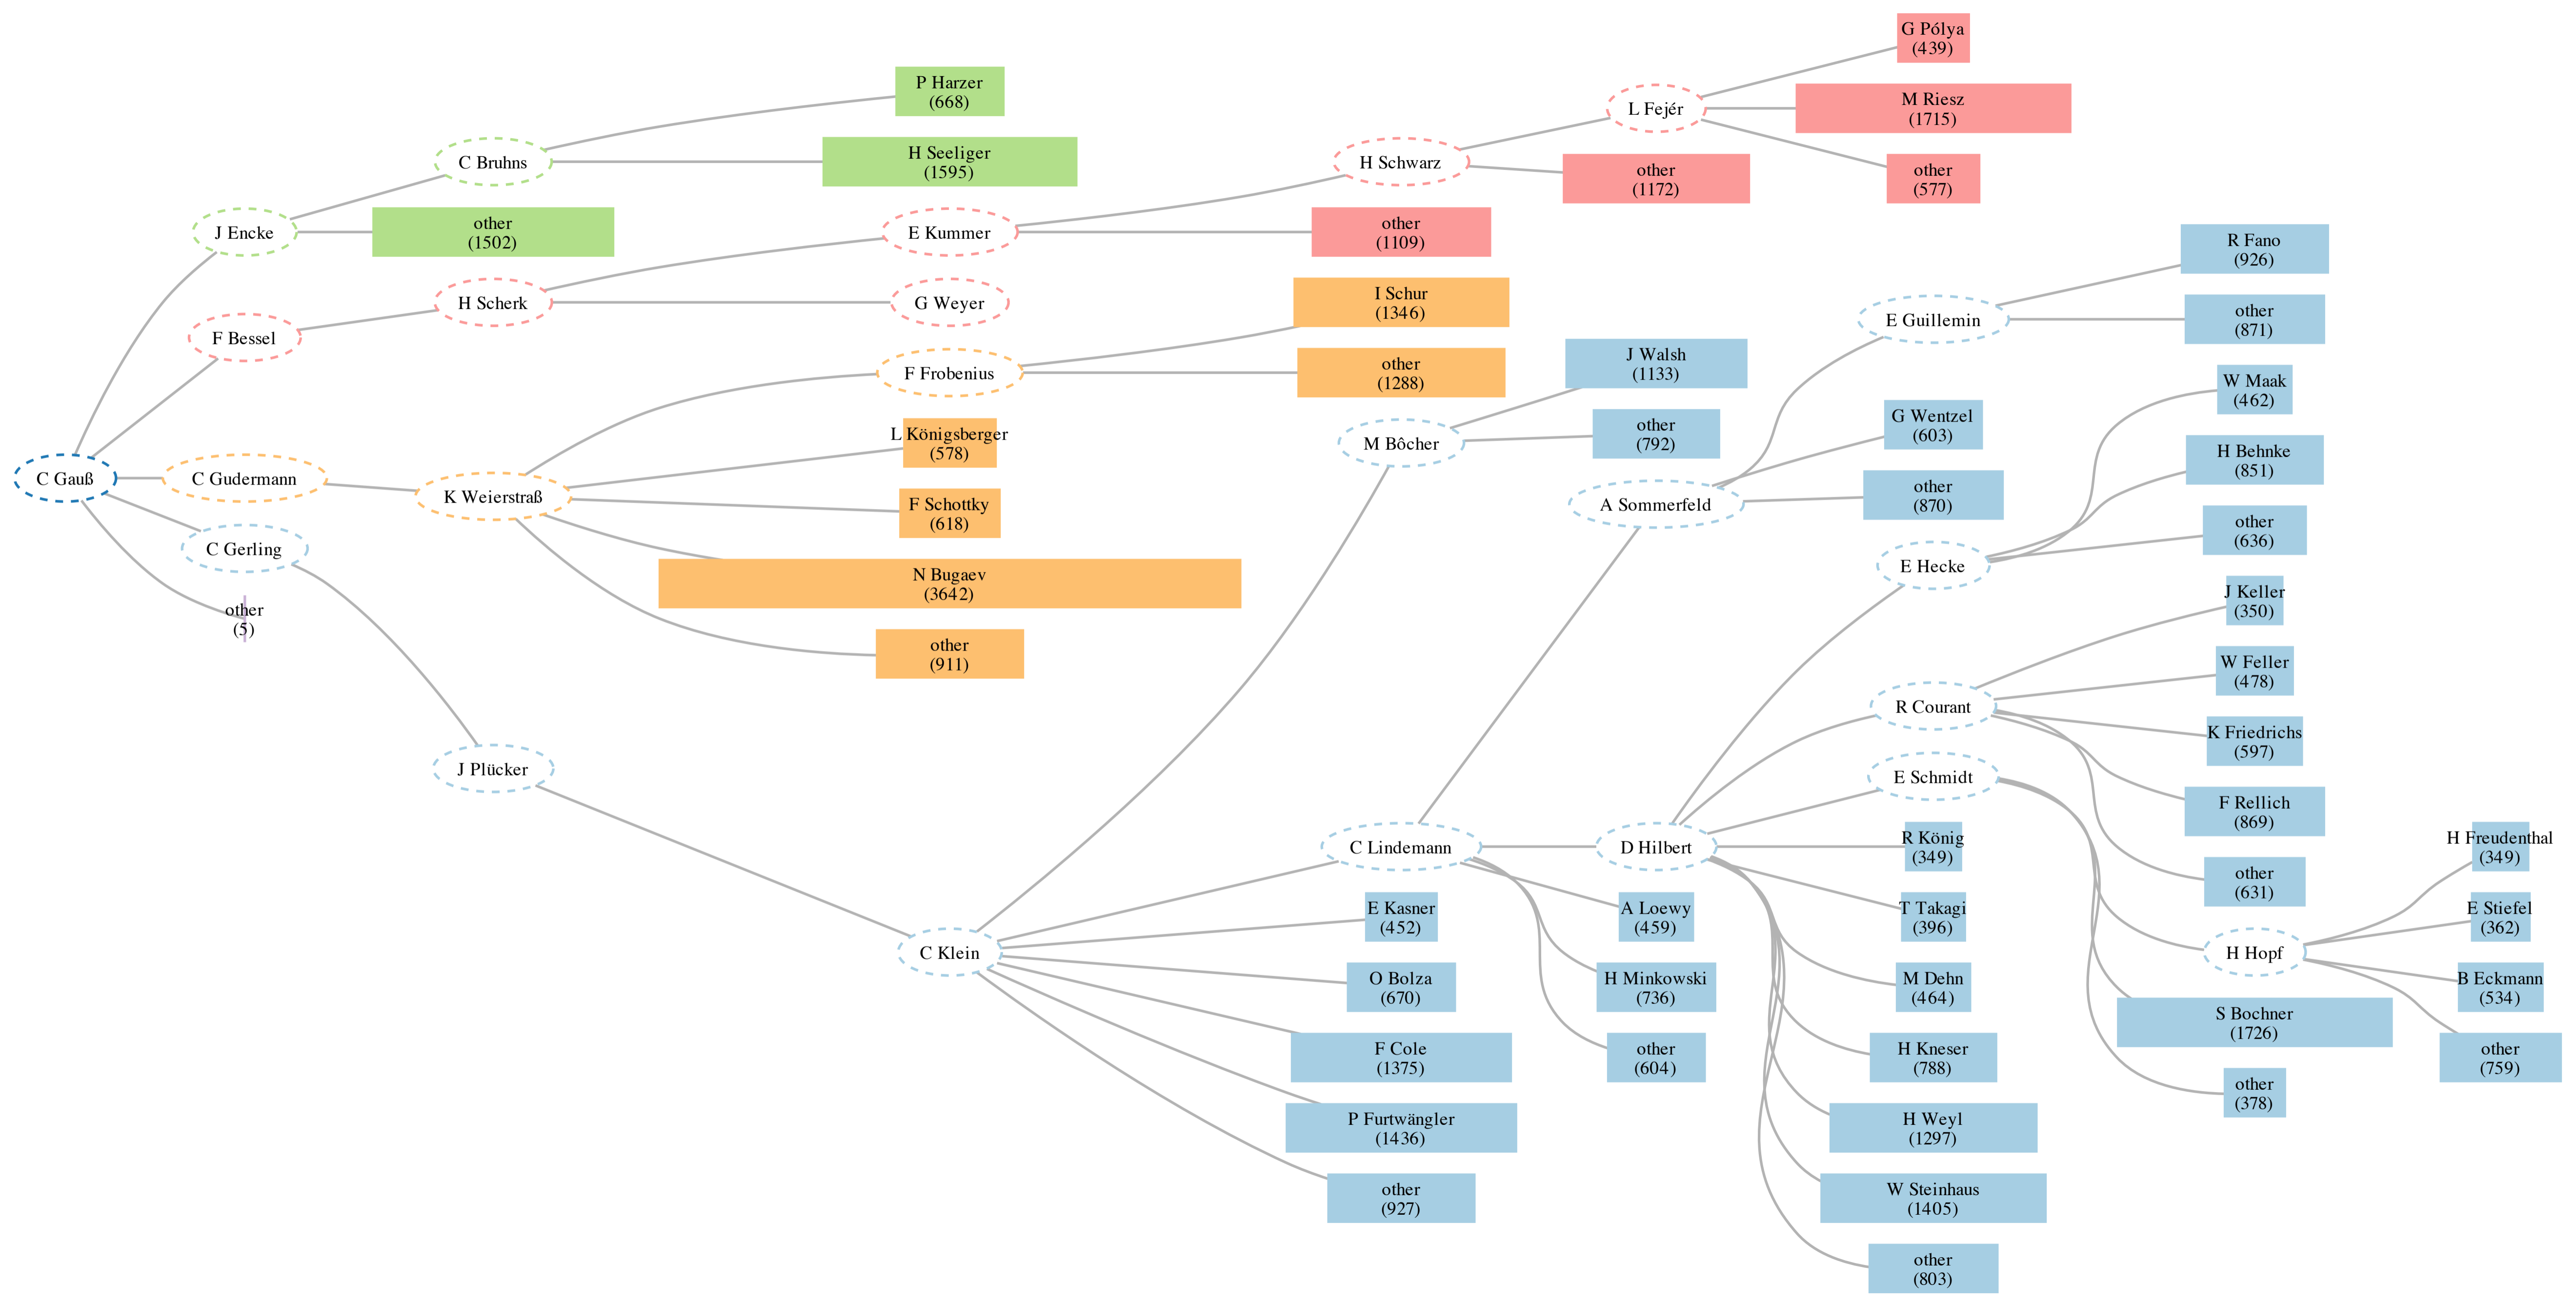 C Gauß
J Encke
F Bessel
C Gudermann
C Gerling
other
(5)
C Bruhns
other
(1502)
H Scherk
K Weierstraß
J Plücker
P Harzer
(668)
H Seeliger
(1595)
E Kummer
G Weyer
F Frobenius
L Königsberger
(578)
F Schottky
(618)
N Bugaev
(3642)
other
(911)
C Klein
H Schwarz
other
(1109)
I Schur
(1346)
other
(1288)
M Bôcher
C Lindemann
E Kasner
(452)
O Bolza
(670)
F Cole
(1375)
P Furtwängler
(1436)
other
(927)
L Fejér
other
(1172)
J Walsh
(1133)
other
(792)
A Sommerfeld
D Hilbert
A Loewy
(459)
H Minkowski
(736)
other
(604)
G Pólya
(439)
M Riesz
(1715)
other
(577)
E Guillemin
G Wentzel
(603)
other
(870)
E Hecke
R Courant
E Schmidt
R König
(349)
T Takagi
(396)
M Dehn
(464)
H Kneser
(788)
H Weyl
(1297)
W Steinhaus
(1405)
other
(803)
R Fano
(926)
other
(871)
W Maak
(462)
H Behnke
(851)
other
(636)
J Keller
(350)
W Feller
(478)
K Friedrichs
(597)
F Rellich
(869)
other
(631)
H Hopf
S Bochner
(1726)
other
(378)
H Freudenthal
(349)
E Stiefel
(362)
B Eckmann
(534)
other
(759)